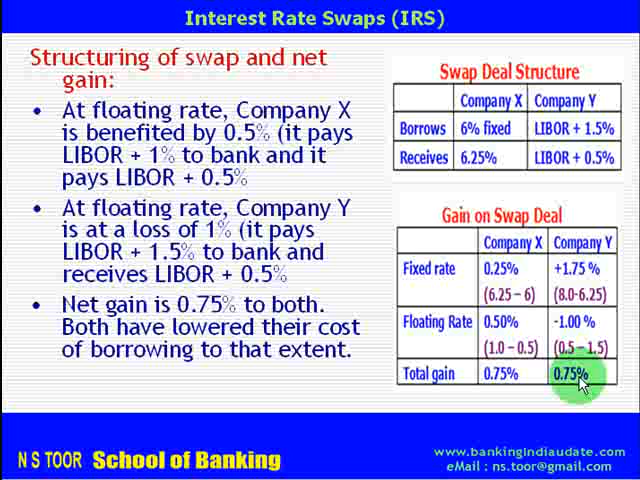 Interest Rate Swaps (IRS)
Structuring of swap and net
gain:
• At floating rate, Company X
is benefited by 0.5% (it pays
LIBOR + 1% to bank and it
pays LIBOR + 0.5%
• At floating rate, Company Y
is at a loss of 1% (it pays
LIBOR + 1.5% to bank and
receives LIBOR + 0.5%
• Net gain is 0.75% to both.
Both have lowered their cost
of borrowing to that extent.
Swap Deal Structure
Company X Company Y
Borrows 6% fixed LIBOR + 1.5%
Receives 6.25% LIBOR + 0.5%
Gain on Swap Deal
Company X Company Y
Fixed rate 0.25% +1.75 %
(6.25 – 6) (8.0-6.25)
Floating Rate 0.50% -1.00 %
(1.0 – 0.5) (0.5 – 1.5)
Total gain 0.75% 0.75%
N S TOOR School of Banking
www.bankingIndiaudate.com
eMail : ns.toor@gmail.com